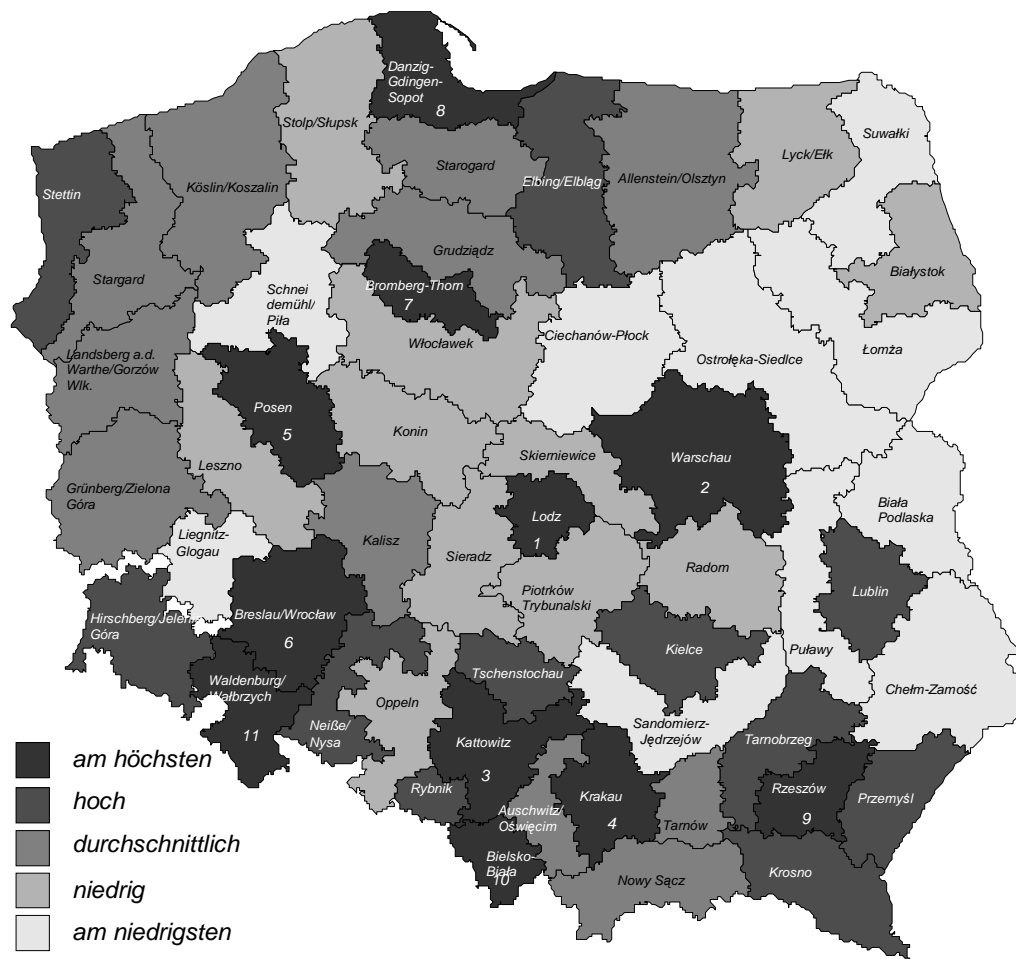 Danzig-
Gdingen-
Sopot
8
Stolp/Słupsk
Suwałki
Lyck/Ełk
Starogard
Elbing/Elbląg
Allenstein/Olsztyn
Stettin
Köslin/Koszalin
Grudziądz
Stargard
Białystok
Bromberg-Thorn
7
Schnei
demühl/
Piła
Włocławek
Ciechanów-Płock
Ostrołęka-Siedlce
Łomża
Landsberg a.d.
Warthe/Gorzów
Wlk.
Posen
5
Konin
Skierniewice
Warschau
2
Leszno
Grünberg/Zielona
Góra
Biała
Podlaska
Liegnitz-
Glogau
Kalisz
Lodz
1
Sieradz
Radom
Piotrków
Trybunalski
Lublin
Hirschberg/Jeleni
Góra
Breslau/Wrocław
6
Kielce
Puławy
Tschenstochau
Waldenburg/
Wałbrzych
11
Oppeln
Chełm-Zamość
Neiße/
Nysa
Sandomierz-
Jędrzejów
Tarnobrzeg
Kattowitz
3
Rybnik
Krakau
4
Rzeszów
9
Przemyśl
Auschwitz/
Oświęcim
Tarnów
Bielsko-
Biała
10
Nowy Sącz
Krosno
am höchsten
hoch
durchschnittlich
niedrig
am niedrigsten